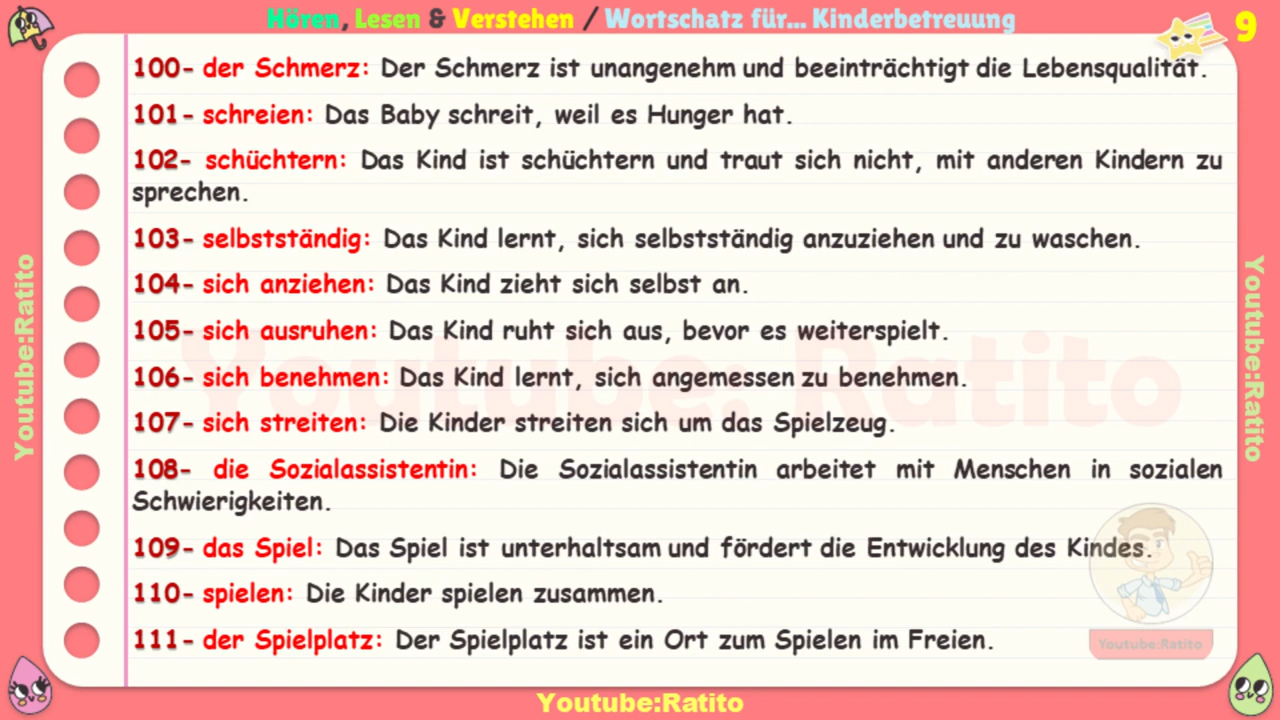 Hören, Lesen & Verstehen / Wortschatz für... Kinderbetreuung
9
100- der Schmerz: Der Schmerz ist unangenehm und beeinträchtigt die Lebensqualität.
101- schreien: Das Baby schreit, weil es Hunger hat.
102- schüchtern: Das Kind ist schüchtern und traut sich nicht, mit anderen Kindern zu
sprechen.
103- selbstständig: Das Kind lernt, sich selbstständig anzuziehen und zu waschen.
104- sich anziehen: Das Kind zieht sich selbst an.
105- sich ausruhen: Das Kind ruht sich aus, bevor es weiterspielt.
106- sich benehmen: Das Kind lernt, sich angemessen zu benehmen.
107- sich streiten: Die Kinder streiten sich um das Spielzeug.
108- die Sozialassistentin: Die Sozialassistentin arbeitet mit Menschen in sozialen
Schwierigkeiten.
109- das Spiel: Das Spiel ist unterhaltsam und fördert die Entwicklung des Kindes.
110- spielen: Die Kinder spielen zusammen.
111- der Spielplatz: Der Spielplatz ist ein Ort zum Spielen im Freien.
Youtube:Ratito
Youtube:Ratito
Youtube: Ratito
Youtube:Ratito
Youtube:Ratito